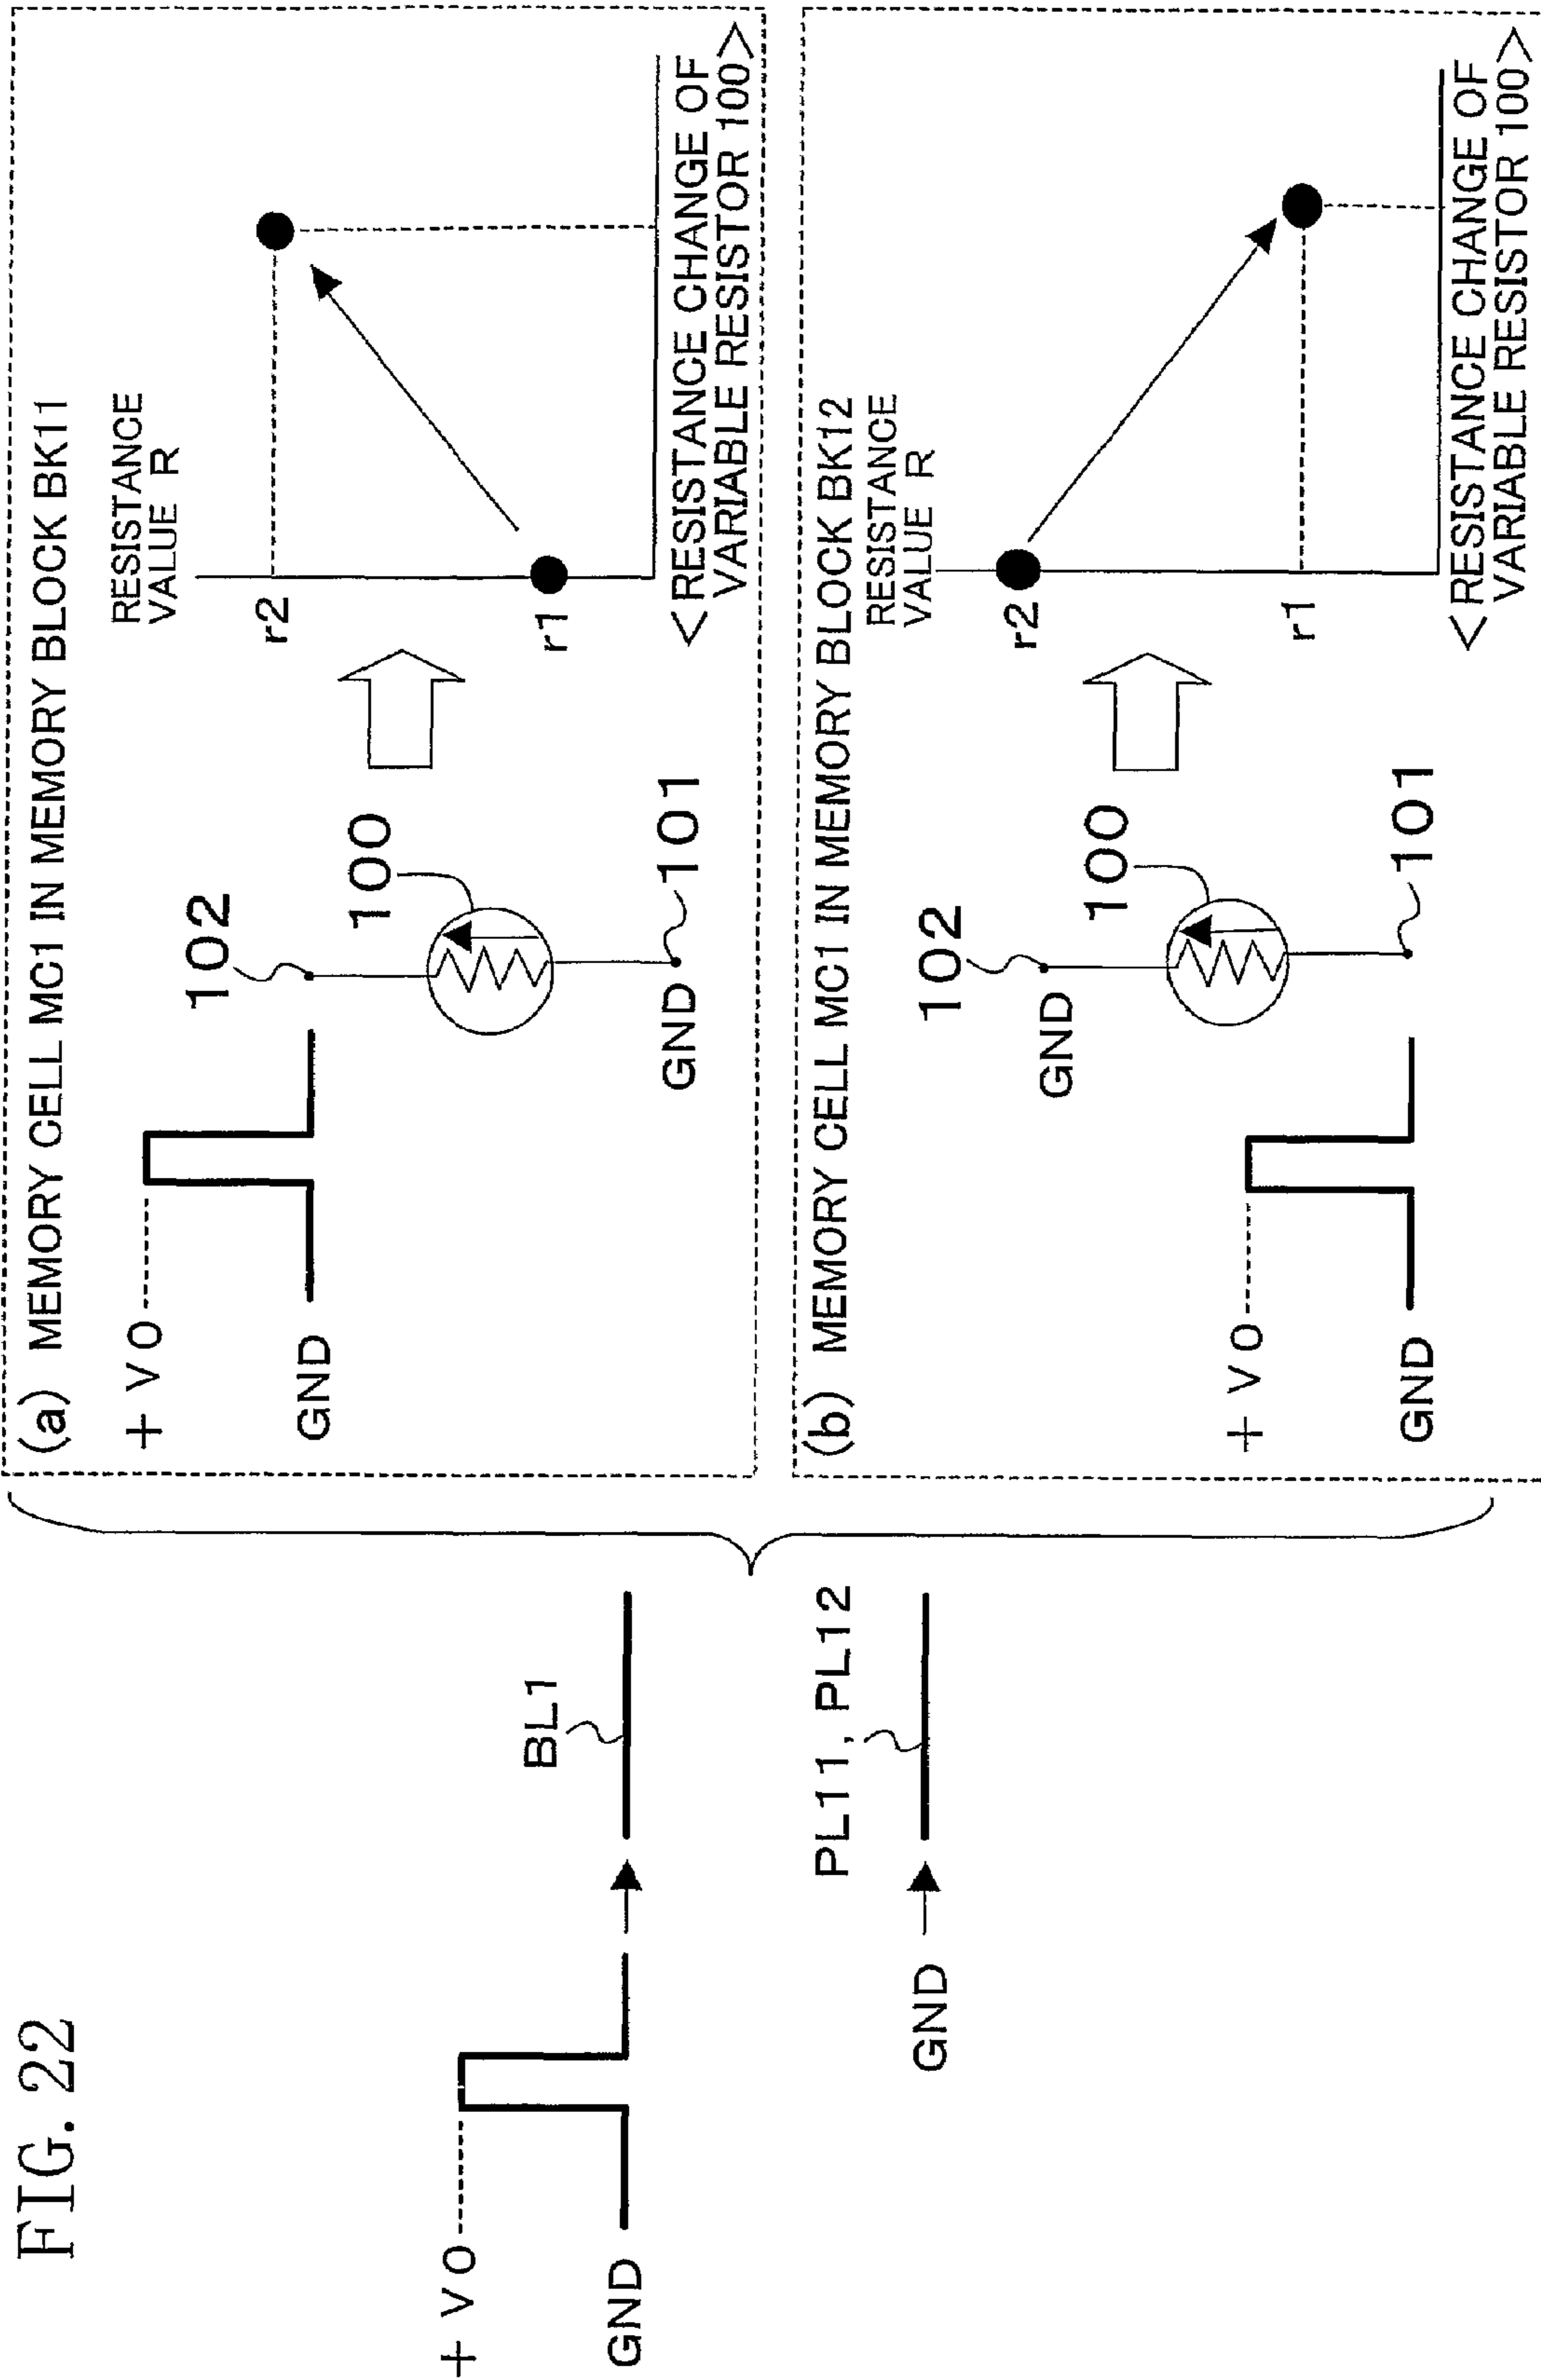 FIG. 22
+V0
GND
BL1
GND
PL11, PL12
(a) MEMORY CELL MC1 IN MEMORY BLOCK BK11
+V0
GND
102
100
GND
101
RESISTANCE
VALUE R
r2
r1
<RESISTANCE CHANGE OF
VARIABLE RESISTOR 100>
(b) MEMORY CELL MC1 IN MEMORY BLOCK BK12
+V0
GND
102
GND
100
101
RESISTANCE
VALUE R
r2
r1
<RESISTANCE CHANGE OF
VARIABLE RESISTOR 100>